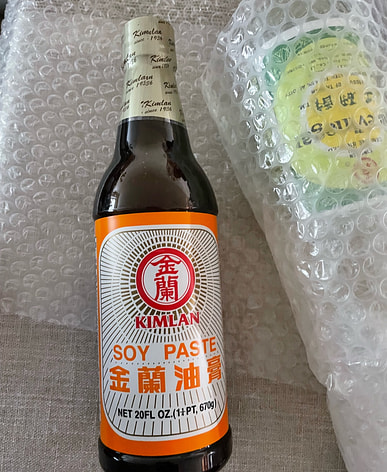 Kimlan
since 1936
金蘭
KIMLAN
SOY PASTE
金蘭油膏
NET 20FL OZ.(1¼PT, 670g)